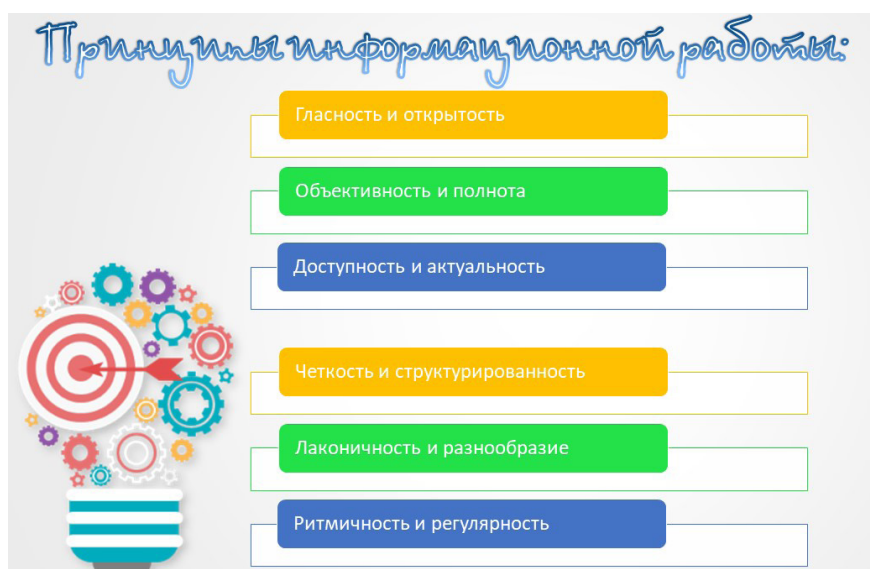 Принципы информационной работы:
Гласность и открытость
Объективность и полнота
Доступность и актуальность
Четкость и структурированность
Лаконичность и разнообразие
Ритмичность и регулярность